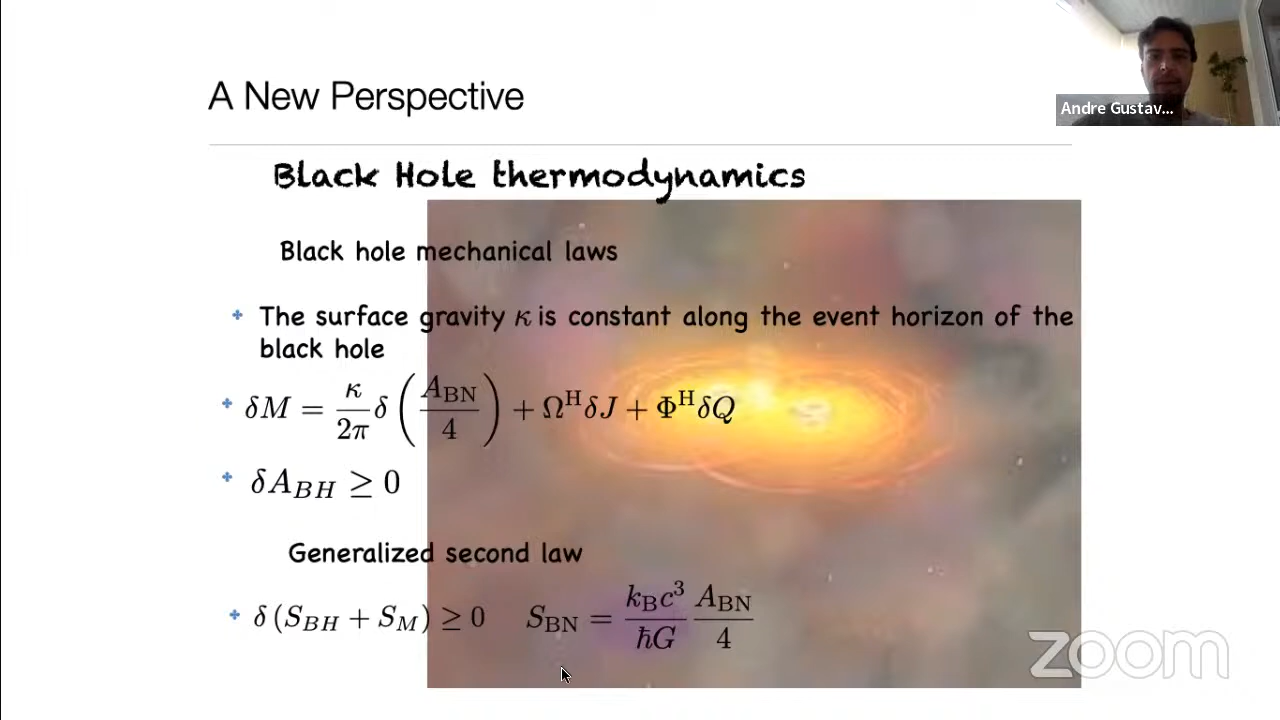 A New Perspective
Andre Gustav...
Black Hole thermodynamics
Black hole mechanical laws
The surface gravity κ is constant along the event horizon of the
black hole
δM = κ/2π δ (A_BN/4) + Ω^H δJ + Φ^H δQ
δA_BH ≥ 0
Generalized second law
δ (S_BH + S_M) ≥ 0 S_BN = k_B c³/ħG A_BN/4
zoom